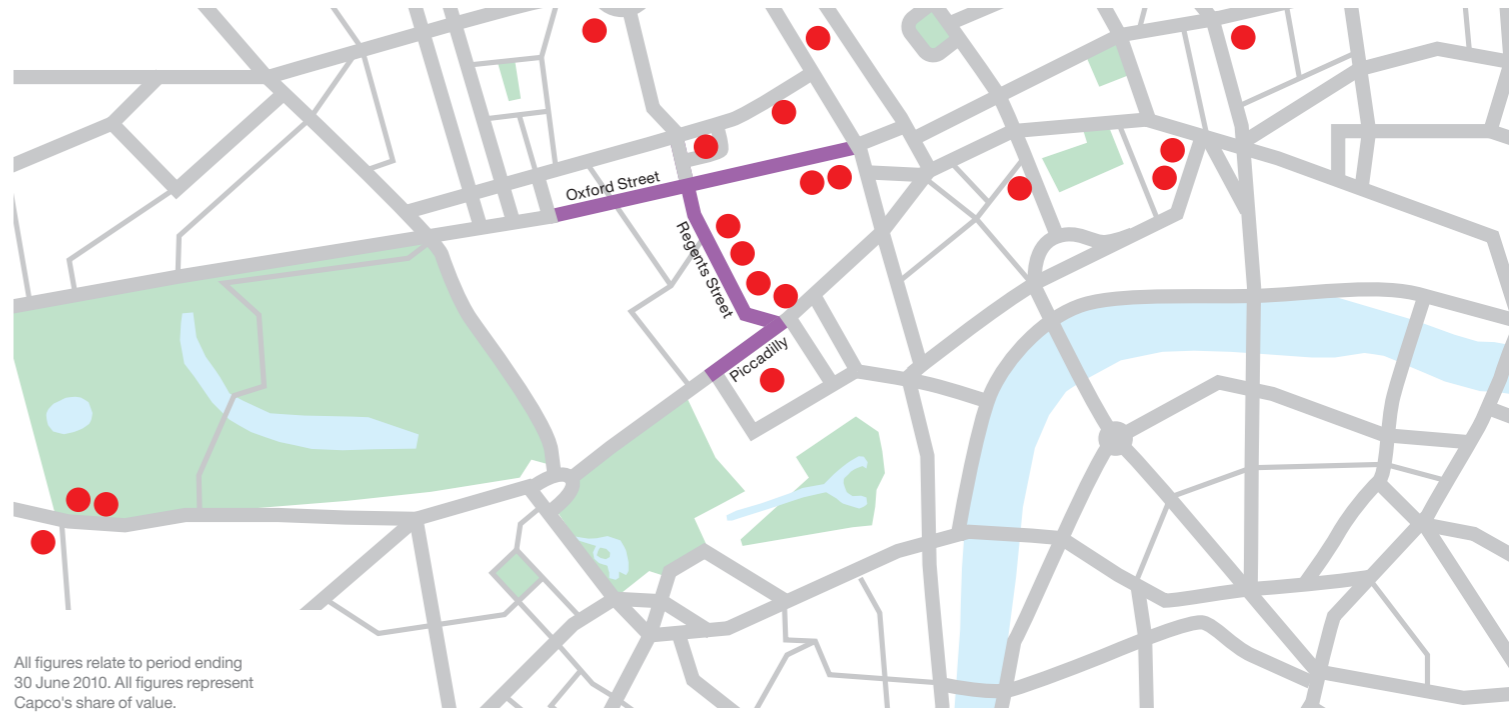 Oxford Street
Regents Street
Piccadilly
All figures relate to period ending
30 June 2010. All figures represent
Capco's share of value.